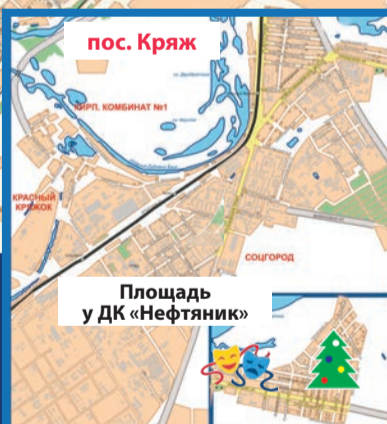 пос. Кряж
КИРП. КОМБИНАТ №1
КРАСНЫЙ
КРЯЖОК
СОЦГОРОД
Площадь
у ДК «Нефтяник»